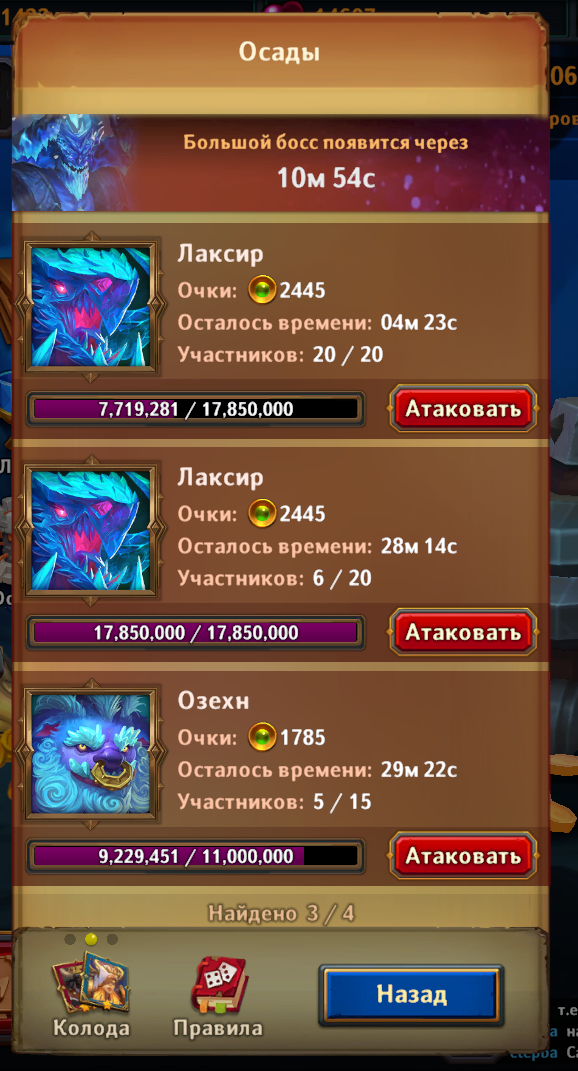 Осады
Большой босс появится через
10м 54с
Лаксир
Очки: 2445
Осталось времени: 04м 23с
Участников: 20 / 20
7,719,281 / 17,850,000
Атаковать
Лаксир
Очки: 2445
Осталось времени: 28м 14с
Участников: 6 / 20
17,850,000 / 17,850,000
Атаковать
Озехн
Очки: 1785
Осталось времени: 29м 22с
Участников: 5 / 15
9,229,451 / 11,000,000
Атаковать
Найдено 3 / 4
Колода
Правила
Назад
т.е